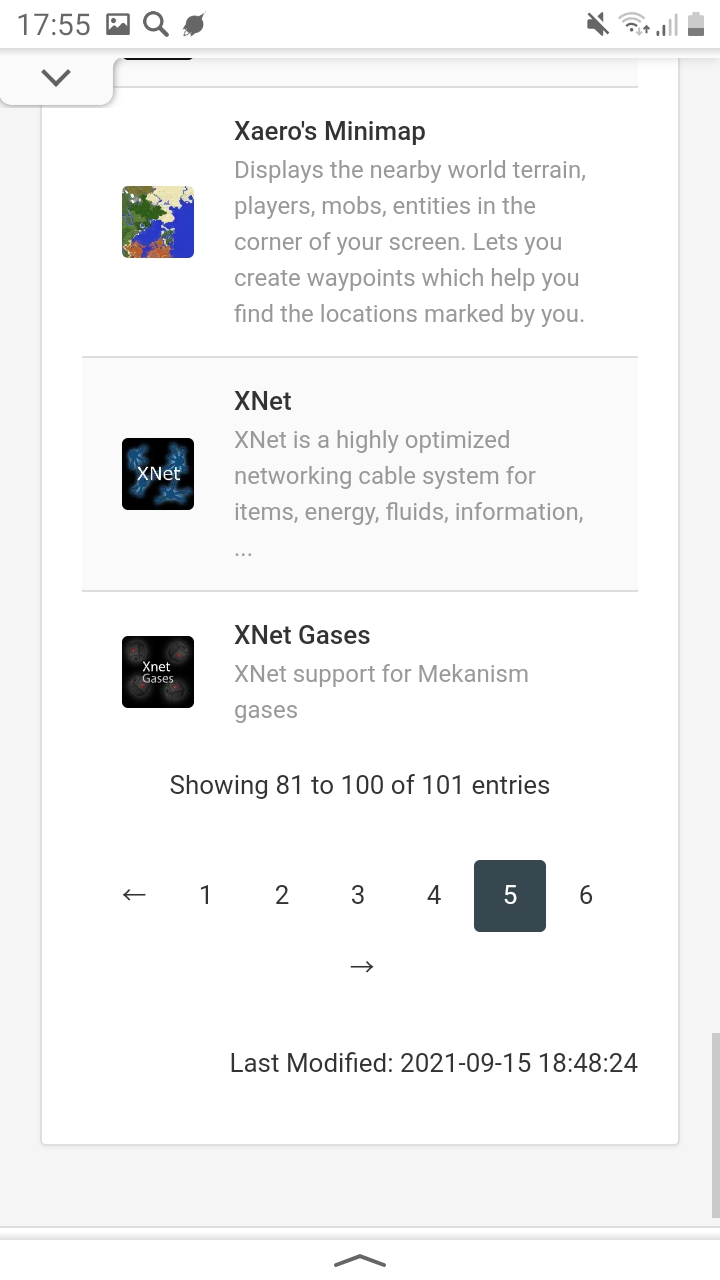 17:55
Xaero's Minimap
Displays the nearby world terrain,
players, mobs, entities in the
corner of your screen. Lets you
create waypoints which help you
find the locations marked by you.
XNet
XNet
XNet is a highly optimized
networking cable system for
items, energy, fluids, information,
...
Xnet
Gases
XNet Gases
XNet support for Mekanism
gases
Showing 81 to 100 of 101 entries
← 1 2 3 4 5 6
→
Last Modified: 2021-09-15 18:48:24